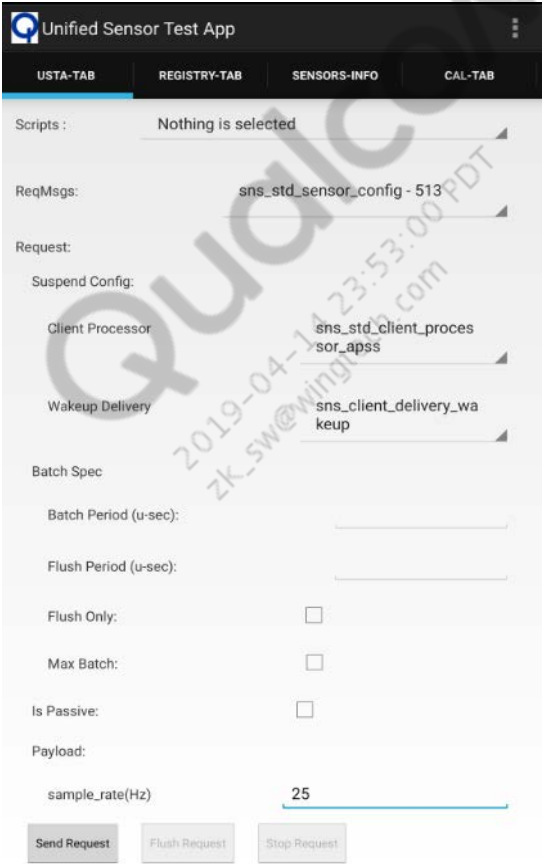 Unified Sensor Test App
USTA-TAB REGISTRY-TAB SENSORS-INFO CAL-TAB
Scripts : Nothing is selected
ReqMsgs: sns_std_sensor_config - 513
Request:
Suspend Config:
Client Processor sns_std_client_proces
sor_apss
Wakeup Delivery sns_client_delivery_wa
keup
Batch Spec
Batch Period (u-sec):
Flush Period (u-sec):
Flush Only:
Max Batch:
Is Passive:
Payload:
sample_rate(Hz) 25
Send Request Flush Request Stop Request
2019-04-14 23:53:00 PDT
zk_sw@wingtech.com